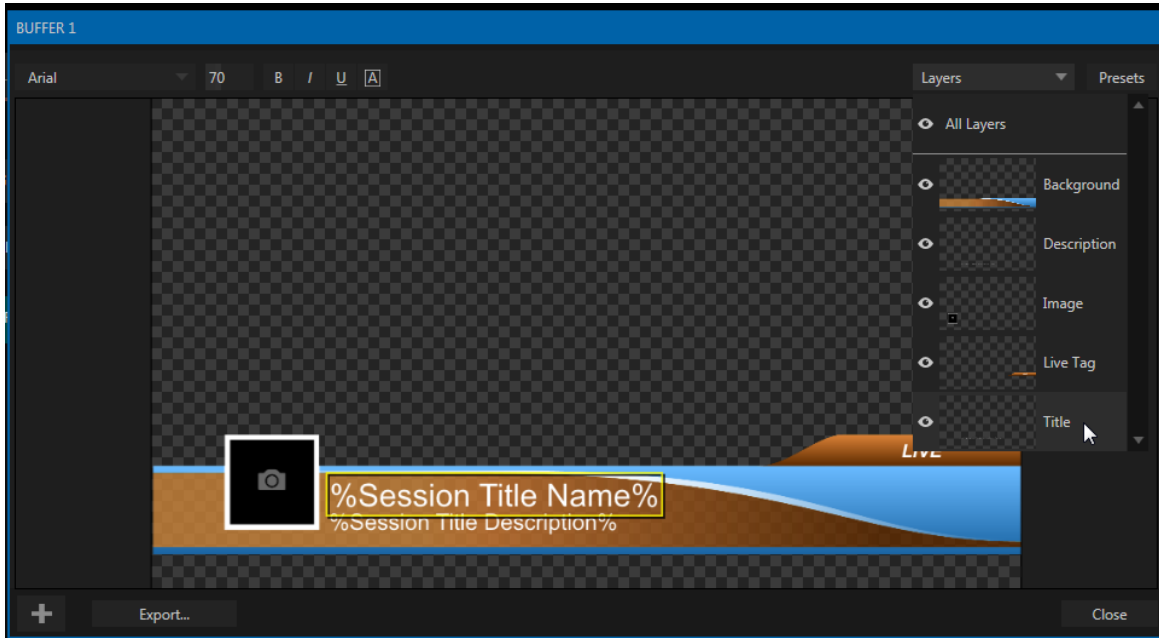 BUFFER 1
Arial 70 B I U A Layers Presets
All Layers
Background
Description
Image
Live Tag
Title
LIVE
%Session Title Name%
%Session Title Description%
Export... Close